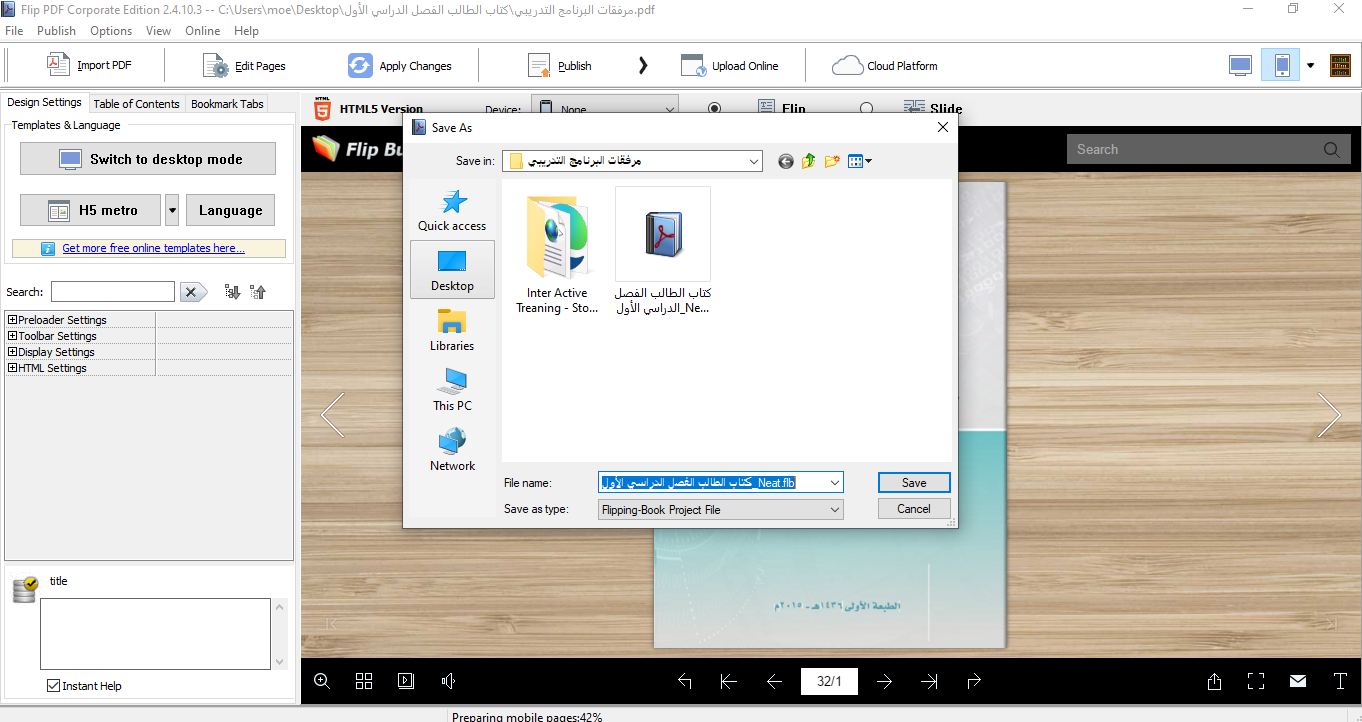 Flip PDF Corporate Edition 2.4.10.3 -- C:\Users\moe\Desktop\مرفقات البرنامج التدريبي\كتاب الطالب الفصل الدراسي الأول.pdf
File Publish Options View Online Help
Import PDF Edit Pages Apply Changes Publish Upload Online Cloud Platform
Design Settings Table of Contents Bookmark Tabs
HTML5 Version Device: None Flip Slide
Templates & Language
Switch to desktop mode
H5 metro Language
Get more free online templates here...
Search:
Preloader Settings
Toolbar Settings
Display Settings
HTML Settings
title
Instant Help
Flip Bu
Search
Save As
Save in: مرفقات البرنامج التدريبي
Quick access
Desktop
Libraries
This PC
Network
Inter Active
Treaning - Sto...
كتاب الطالب الفصل
الدراسي الأول_Ne...
File name: كتاب الطالب الفصل الدراسي الأول_Neat.flb Save
Save as type: Flipping-Book Project File Cancel
الطبعة الأولى ١٤٣٦هـ - ٢٠١٥م
32/1
Preparing mobile pages:42%